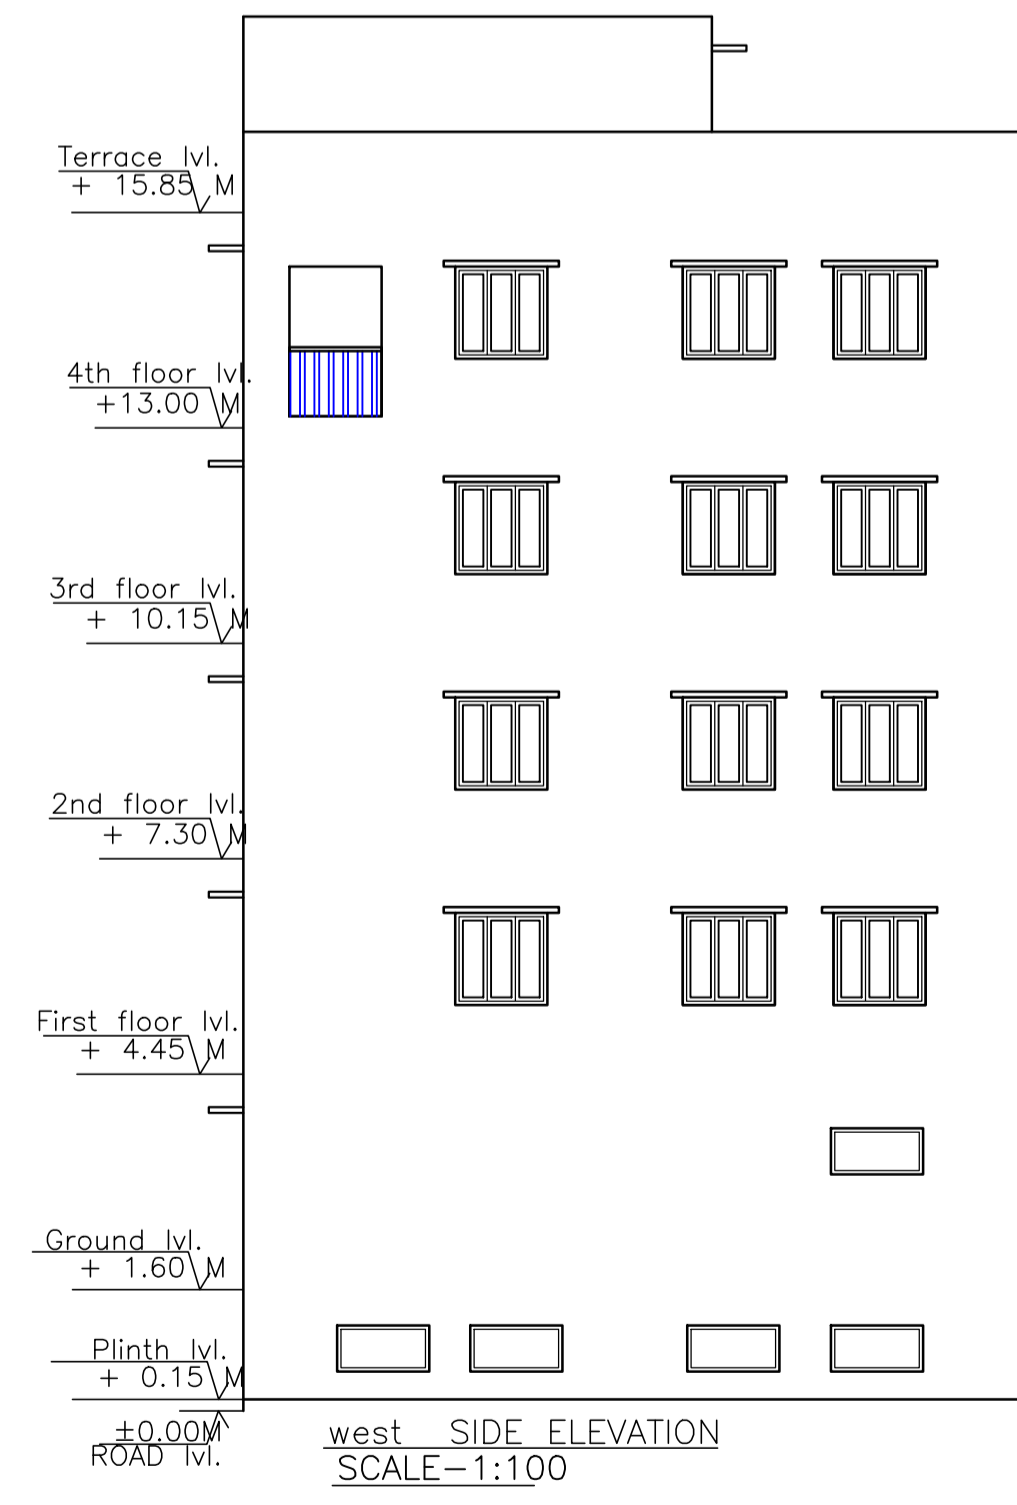 Terrace lvl.
+ 15.85 M
4th floor lvl.
+13.00 M
3rd floor lvl.
+ 10.15 M
2nd floor lvl.
+ 7.30 M
First floor lvl.
+ 4.45 M
Ground lvl.
+ 1.60 M
Plinth lvl.
+ 0.15 M
±0.00M
ROAD lvl.
west SIDE ELEVATION
SCALE-1:100